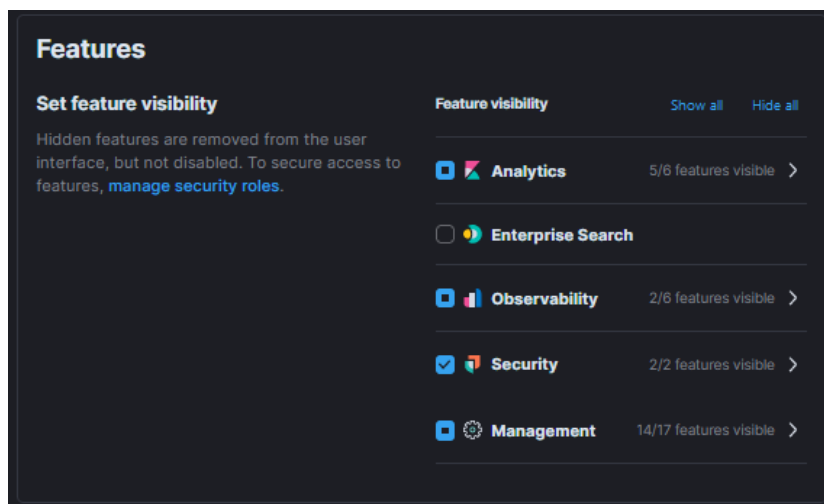 Features
Set feature visibility
Hidden features are removed from the user
interface, but not disabled. To secure access to
features, manage security roles.
Feature visibility
Show all
Hide all
Analytics
5/6 features visible
Enterprise Search
Observability
2/6 features visible
Security
2/2 features visible
Management
14/17 features visible